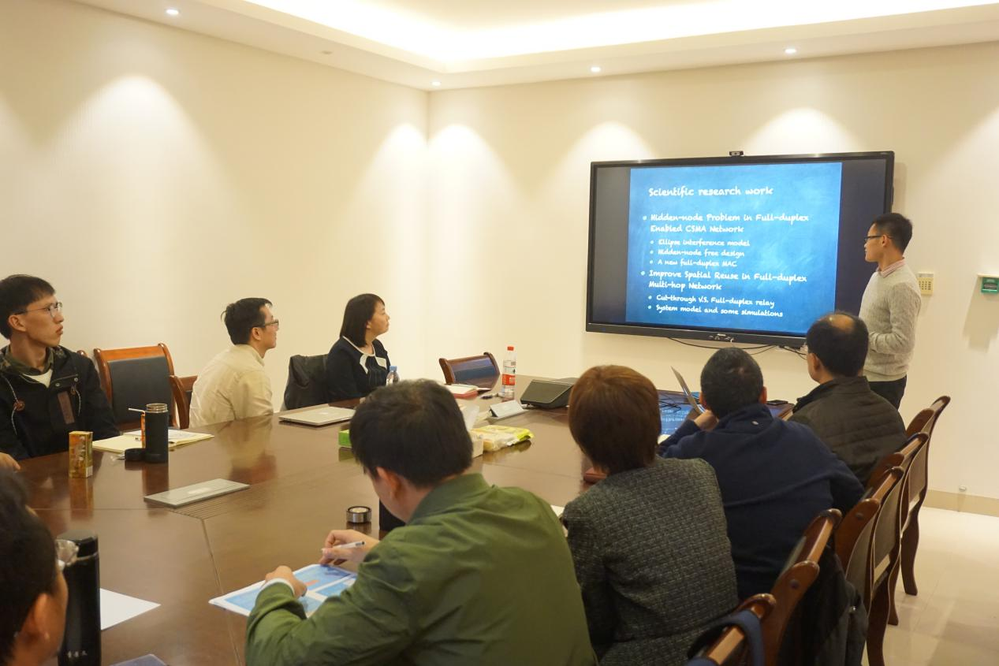 Scientific research work
Hidden-node Problem in Full-duplex
Enabled CSMA Network
Ellipse interference model
Hidden-node free design
A new full-duplex MAC
Improve Spatial Reuse in Full-duplex
Multi-hop Network
Cut-through V.S. Full-duplex relay
System model and some simulations